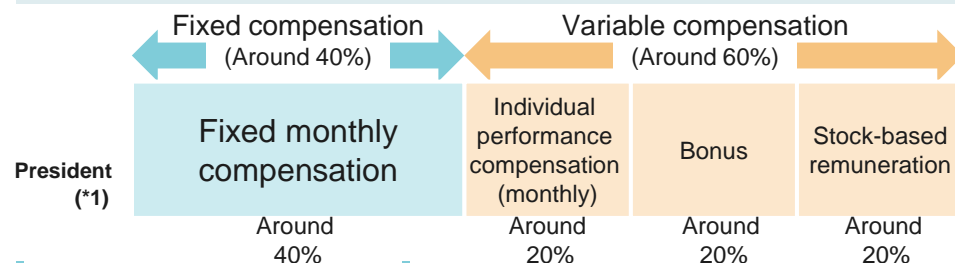 Fixed compensation
(Around 40%)
Variable compensation
(Around 60%)
President
(*1)
Fixed monthly
compensation
Individual
performance
compensation
(monthly)
Bonus
Stock-based
remuneration
Around
40%
Around
20%
Around
20%
Around
20%